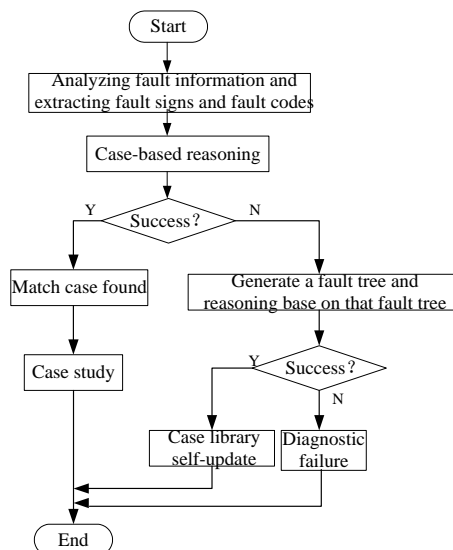 Start
Analyzing fault information and
extracting fault signs and fault codes
Case-based reasoning
Y
Success?
N
Match case found
Generate a fault tree and
reasoning base on that fault tree
Case study
Y
Success?
N
Case library
self-update
Diagnostic
failure
End